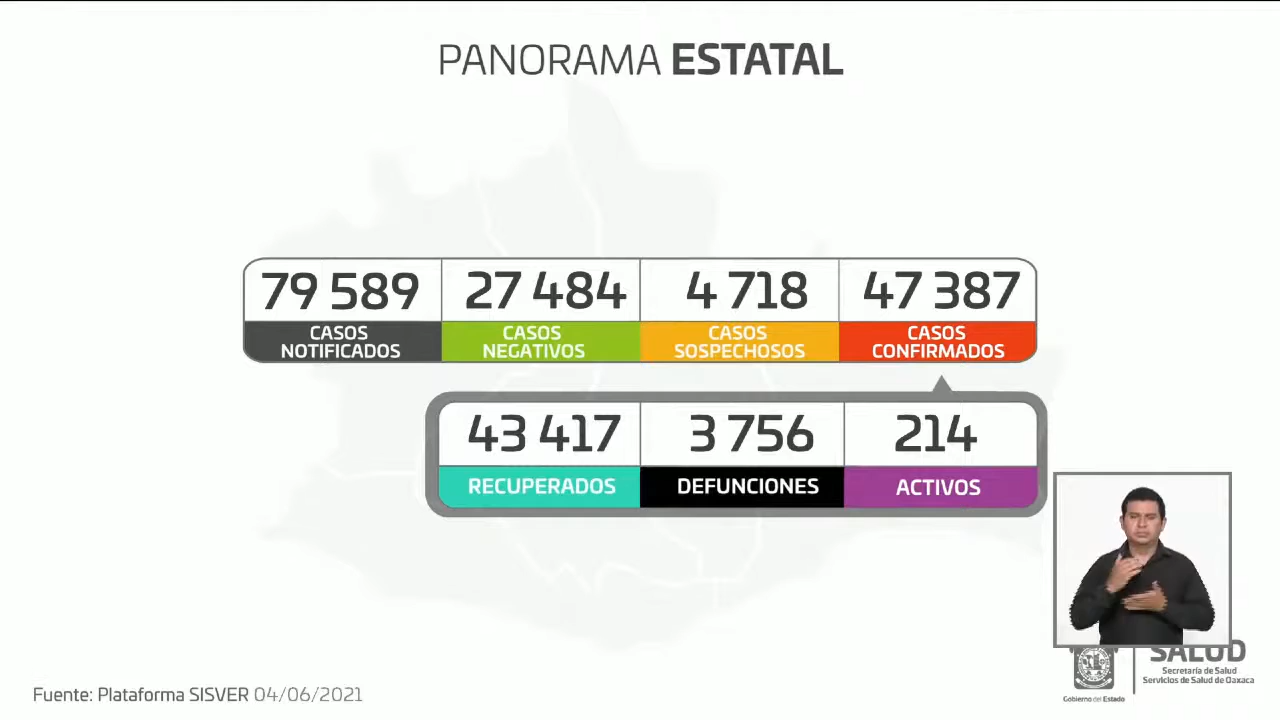 PANORAMA ESTATAL
79 589 27 484 4 718 47 387
CASOS NOTIFICADOS
CASOS NEGATIVOS
CASOS SOSPECHOSOS
CASOS CONFIRMADOS
43 417 3 756 214
RECUPERADOS DEFUNCIONES ACTIVOS
SALUD
Secretaría de Salud
Servicios de Salud de Oaxaca
Gobierno del Estado
Fuente: Plataforma SISVER 04/06/2021